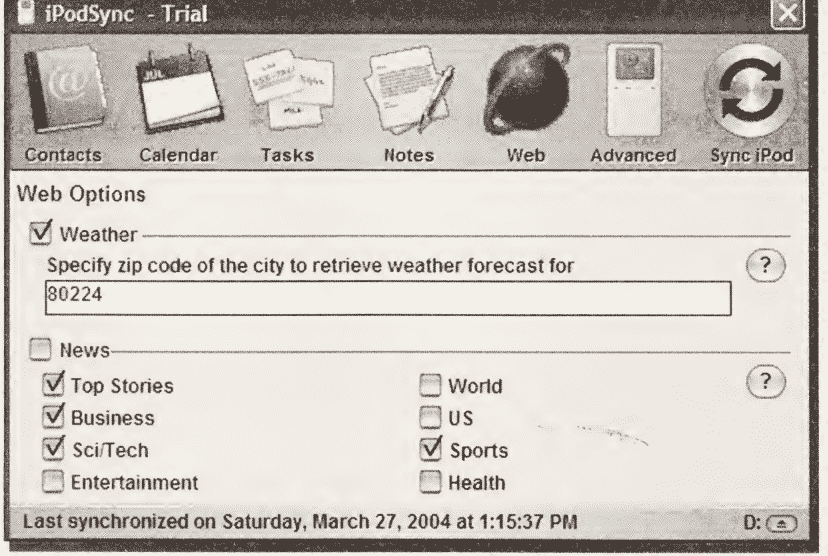 iPodSync - Trial
JUL
Contacts Calendar Tasks Notes Web Advanced Sync iPod
Web Options
Weather
Specify zip code of the city to retrieve weather forecast for
?
80224
News
?
Top Stories World
Business US
Sci/Tech Sports
Entertainment Health
Last synchronized on Saturday, March 27, 2004 at 1:15:37 PM D: